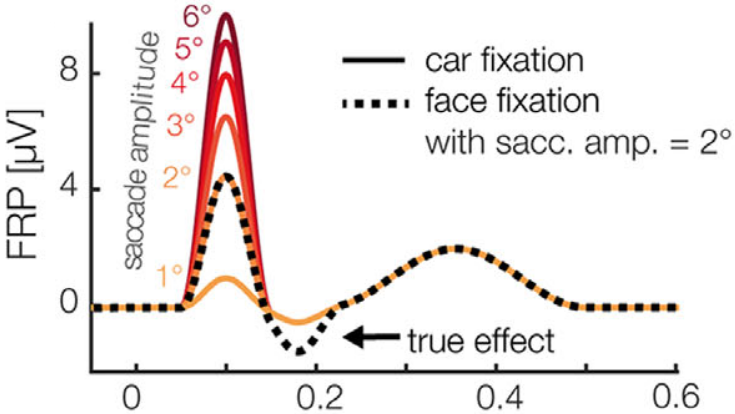 6°
5°
4°
3°
2°
1°
saccade amplitude
car fixation
face fixation
with sacc. amp. = 2°
true effect
FRP [µV]
8
4
0
0
0.2
0.4
0.6